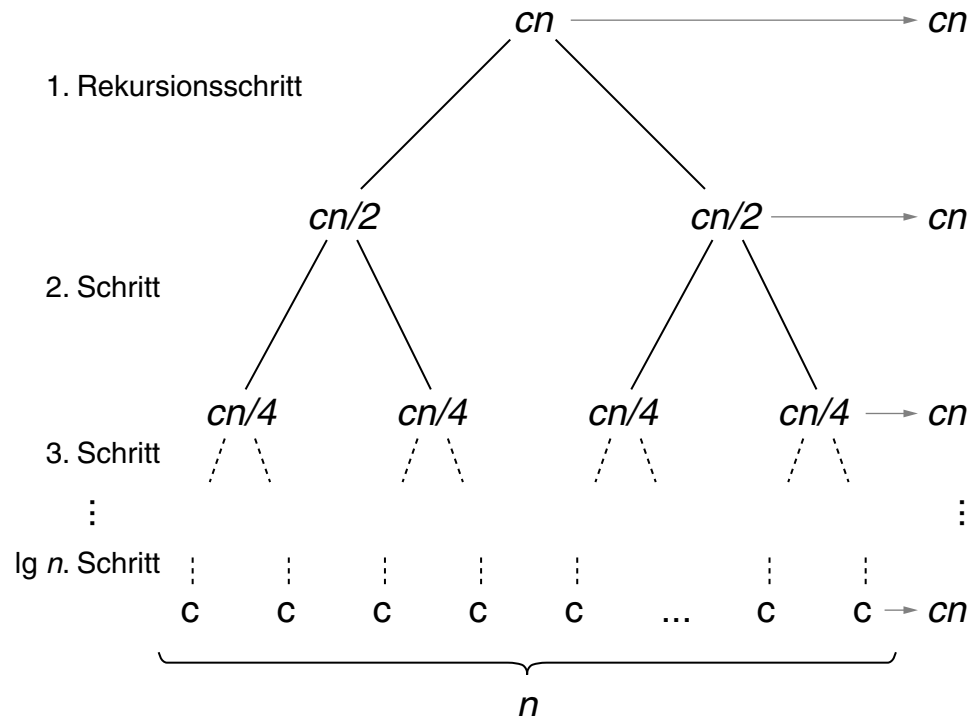 cn cn
1. Rekursionsschritt
cn/2 cn/2 cn
2. Schritt
cn/4 cn/4 cn/4 cn/4 cn
3. Schritt
⋮ ⋮
lg n. Schritt
c c c c c ... c c cn
n